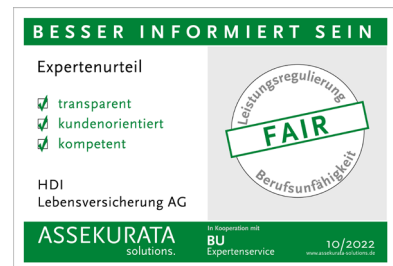 BESSER INFORMIERT SEIN
Expertenurteil
transparent
kundenorientiert
kompetent
HDI
Lebensversicherung AG
Leistungsregulierung
FAIR
Berufsunfähigkeit
ASSEKURATA
solutions.
In Kooperation mit
BU
Expertenservice
10/2022
www.assekurata-solutions.de